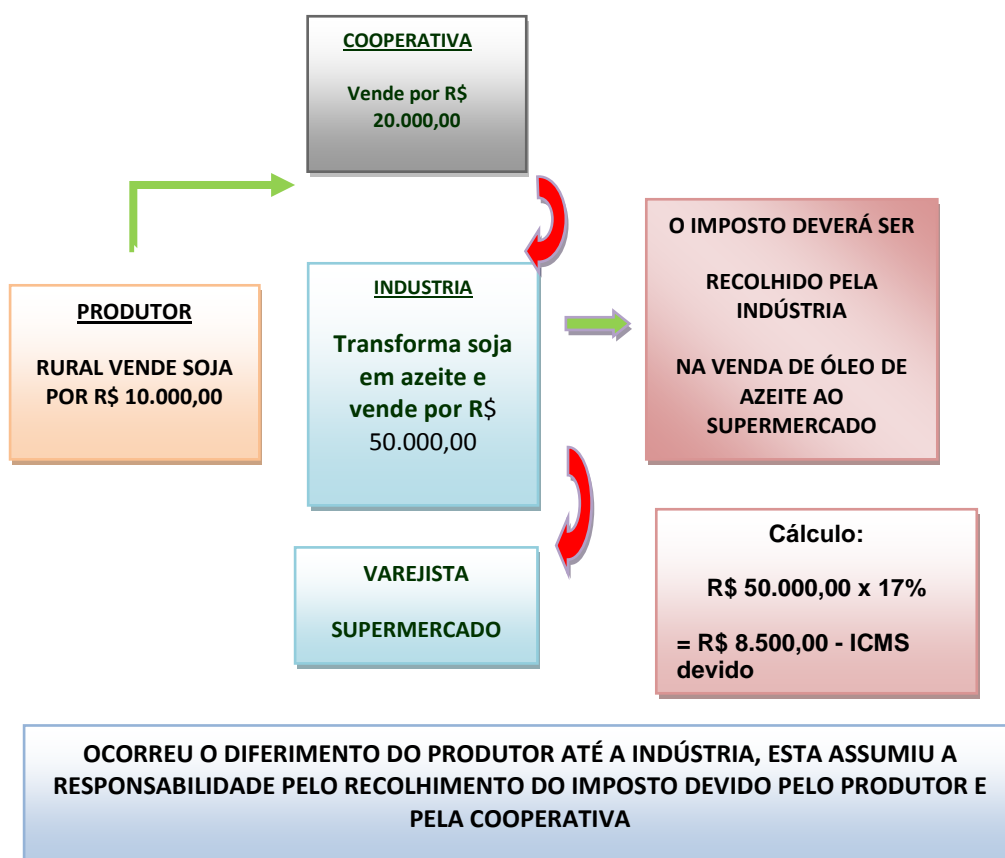 COOPERATIVA
Vende por R$
20.000,00
PRODUTOR
RURAL VENDE SOJA
POR R$ 10.000,00
INDUSTRIA
Transforma soja
em azeite e
vende por R$
50.000,00
O IMPOSTO DEVERÁ SER
RECOLHIDO PELA
INDÚSTRIA
NA VENDA DE ÓLEO DE
AZEITE AO
SUPERMERCADO
VAREJISTA
SUPERMERCADO
Cálculo:
R$ 50.000,00 x 17%
= R$ 8.500,00 - ICMS
devido
OCORREU O DIFERIMENTO DO PRODUTOR ATÉ A INDÚSTRIA, ESTA ASSUMIU A
RESPONSABILIDADE PELO RECOLHIMENTO DO IMPOSTO DEVIDO PELO PRODUTOR E
PELA COOPERATIVA